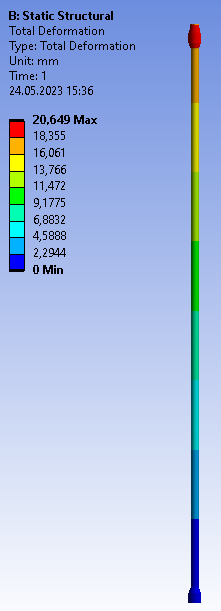 B: Static Structural
Total Deformation
Type: Total Deformation
Unit: mm
Time: 1
24.05.2023 15:36
20,649 Max
18,355
16,061
13,766
11,472
9,1775
6,8832
4,5888
2,2944
0 Min